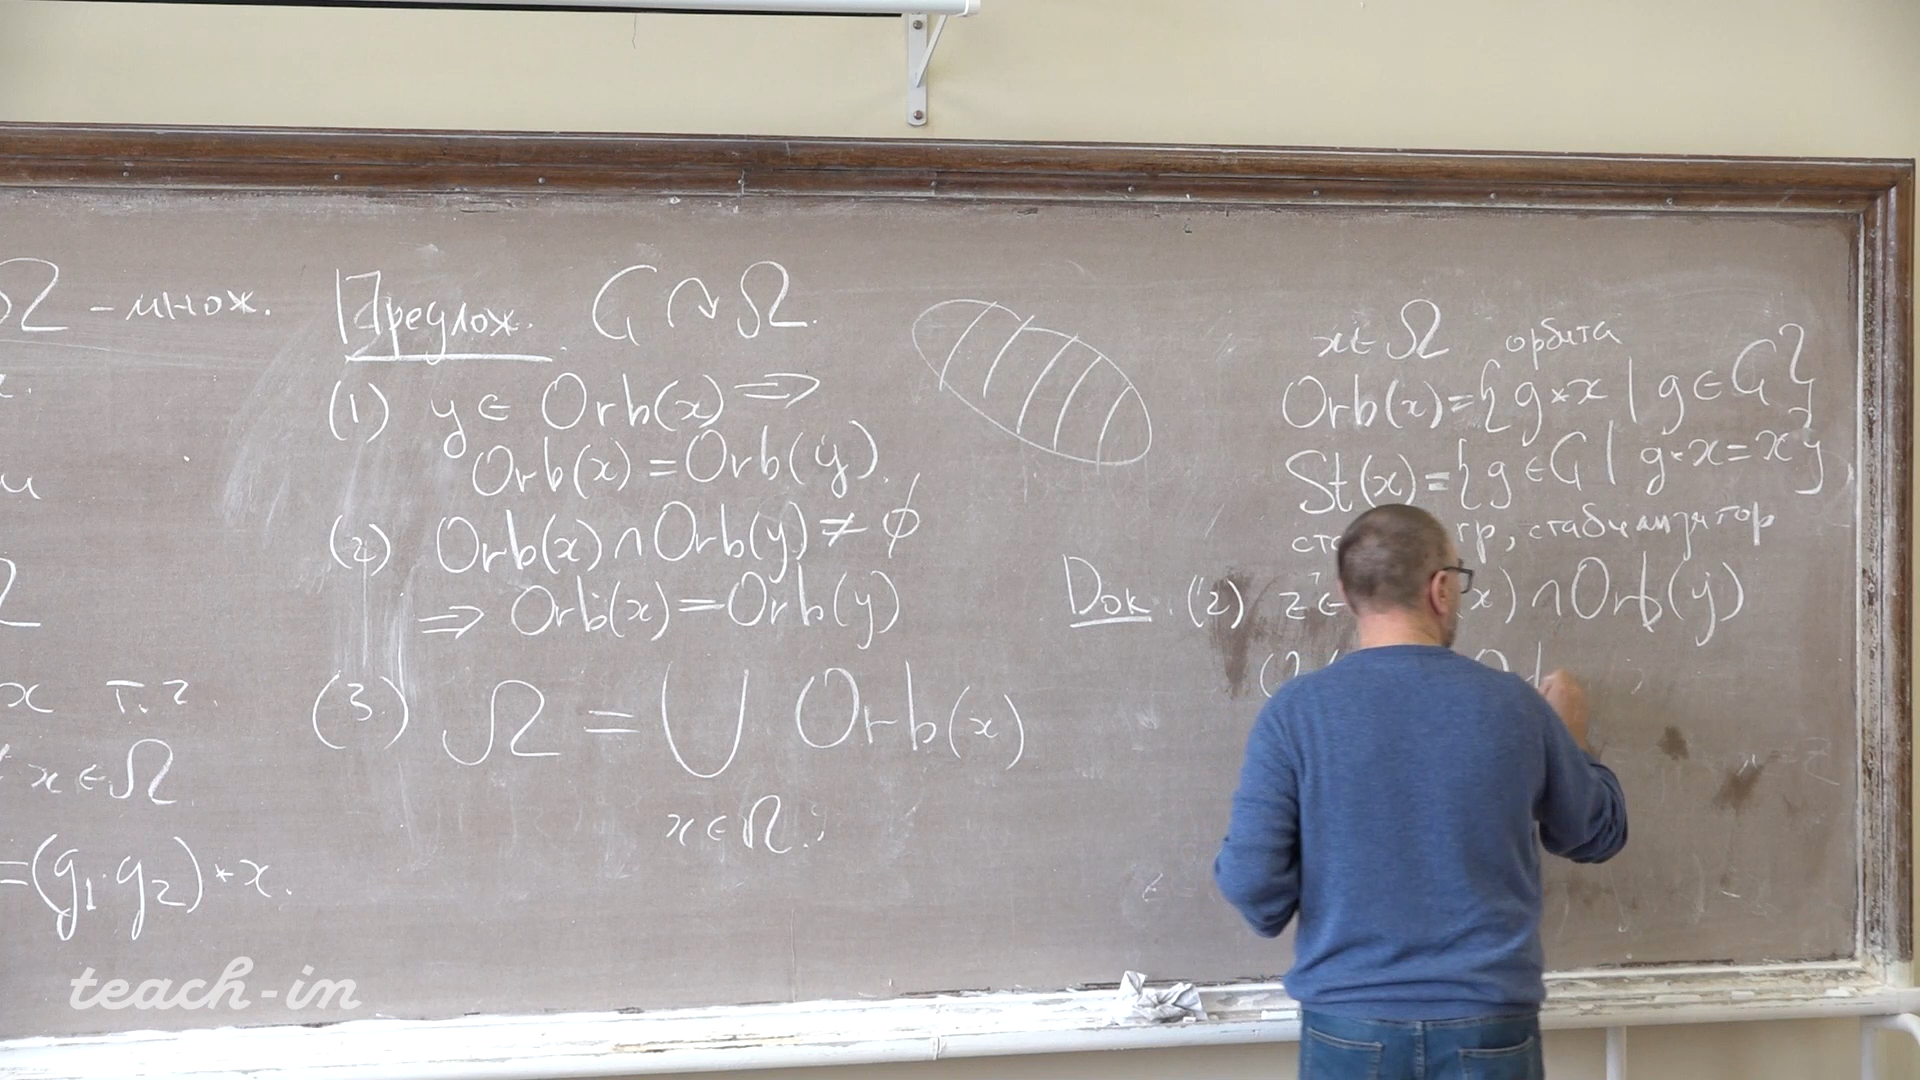 Ω - множ.
Предлож. G ↷ Ω.
(1) y ∈ Orb(x) ⇒
Orb(x) = Orb(y).
(2) Orb(x) ∩ Orb(y) ≠ ∅
⇒ Orb(x) = Orb(y)
(3) Ω = ⋃ Orb(x)
x ∈ Ω.
x т.ч.
x ∈ Ω
=(g₁·g₂)*x.
x ∈ Ω орбита
Orb(x)={g*x | g ∈ G}
St(x)={g ∈ G | g*x=x}
гр, стабилизатор
Док. (2) z ∈ x) ∩ Orb(y)
teach-in